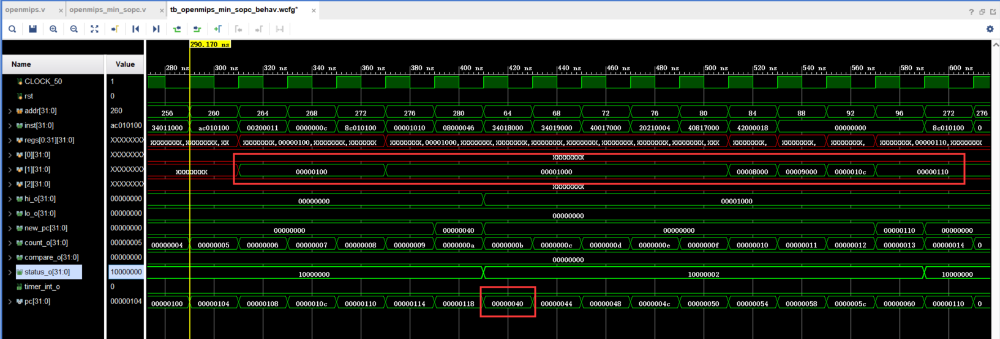 openmips.v × openmips_min_sopc.v × tb_openmips_min_sopc_behav.wcfg* ×
?
290.170 ns
Name Value
280 ns 300 ns 320 ns 340 ns 360 ns 380 ns 400 ns 420 ns 440 ns 460 ns 480 ns 500 ns 520 ns 540 ns 560 ns 580 ns 600 ns
CLOCK_50 1
rst 0
addr[31:0] 260 256 260 264 268 272 276 280 64 68 72 76 80 84 88 92 96 272 276
inst[31:0] ac010100 34011000 ac010100 00200011 0000000c 8c010100 00001010 08000046 34018000 34019000 40017000 20210004 40817000 42000018 00000000 8c010100 0
regs[0:31][31:0] XXXXXXXX XXXXXXXX,XXXXXXXX,XX XXXXXXXX,00000100,XXXXXXXX,XXXXXXX XXXXXXXX,00001000,XXXXXXXX,XXXXXXXX,XXXXXXXX,XXXXXXXX,XXXXXXXX,XXX XXXXXXXX, XXXXXXXX, XXXXXXXX, XXXXXXXX,00000110,XXXXXXXX
[0][31:0] XXXXXXXX XXXXXXXX
[1][31:0] XXXXXXXX XXXXXXXX 00000100 00001000 00008000 00009000 0000010c 00000110
[2][31:0] XXXXXXXX XXXXXXXX
hi_o[31:0] 00000000 00000000 00001000
lo_o[31:0] 00000000 00000000
new_pc[31:0] 00000000 00000000 00000040 00000000 00000110 00000000
count_o[31:0] 00000005 00000004 00000005 00000006 00000007 00000008 00000009 0000000a 0000000b 0000000c 0000000d 0000000e 0000000f 00000010 00000011 00000012 00000013 00000014 0
compare_o[31:0] 00000000 00000000
status_o[31:0] 10000000 10000000 10000002 10000000
timer_int_o 0
pc[31:0] 00000104 00000100 00000104 00000108 0000010c 00000110 00000114 00000118 00000040 00000044 00000048 0000004c 00000050 00000054 00000058 0000005c 00000060 00000110 0